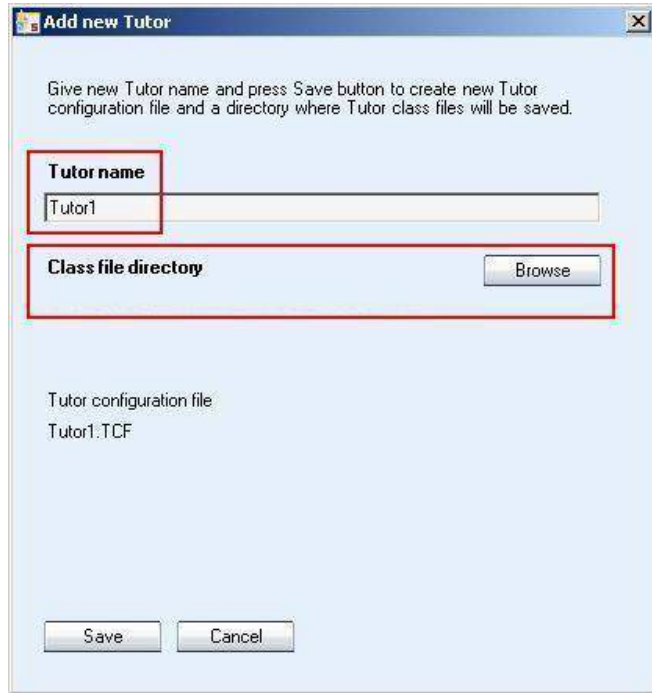 Add new Tutor
Give new Tutor name and press Save button to create new Tutor
configuration file and a directory where Tutor class files will be saved.
Tutor name
Tutor1
Class file directory
Browse
Tutor configuration file
Tutor1.TCF
Save
Cancel